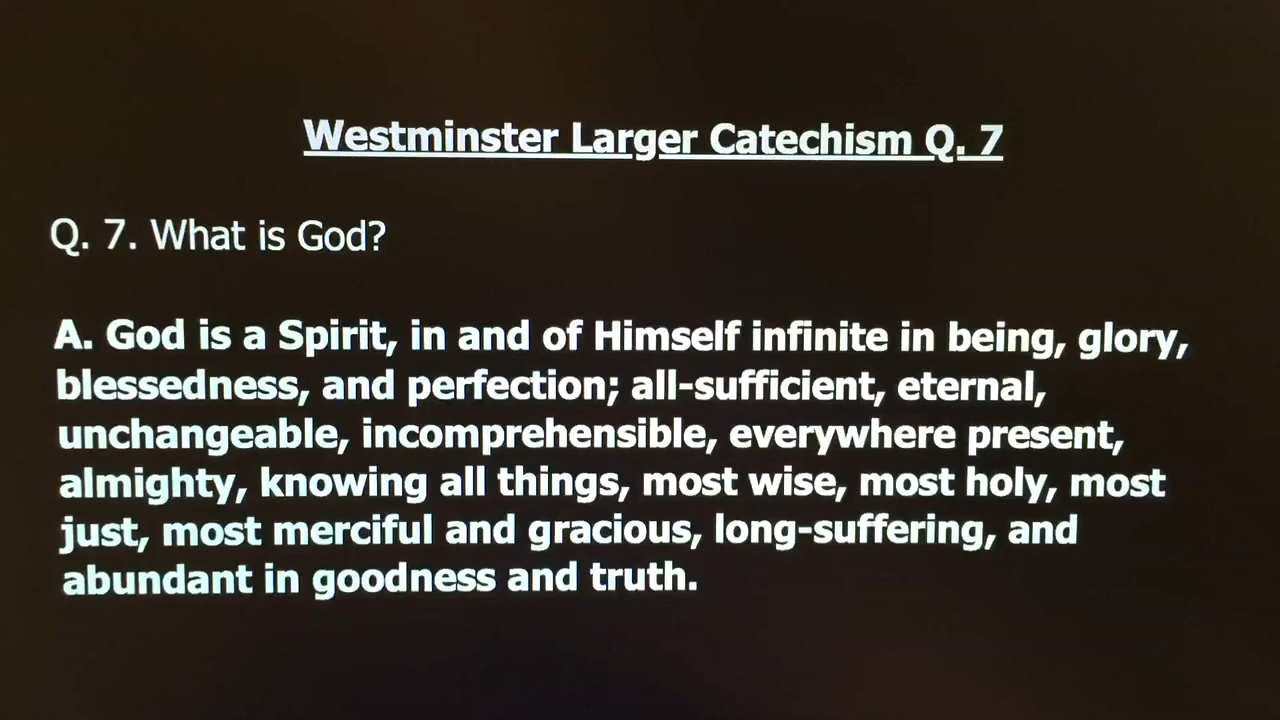 Westminster Larger Catechism Q. 7
Q. 7. What is God?
A. God is a Spirit, in and of Himself infinite in being, glory,
blessedness, and perfection; all-sufficient, eternal,
unchangeable, incomprehensible, everywhere present,
almighty, knowing all things, most wise, most holy, most
just, most merciful and gracious, long-suffering, and
abundant in goodness and truth.